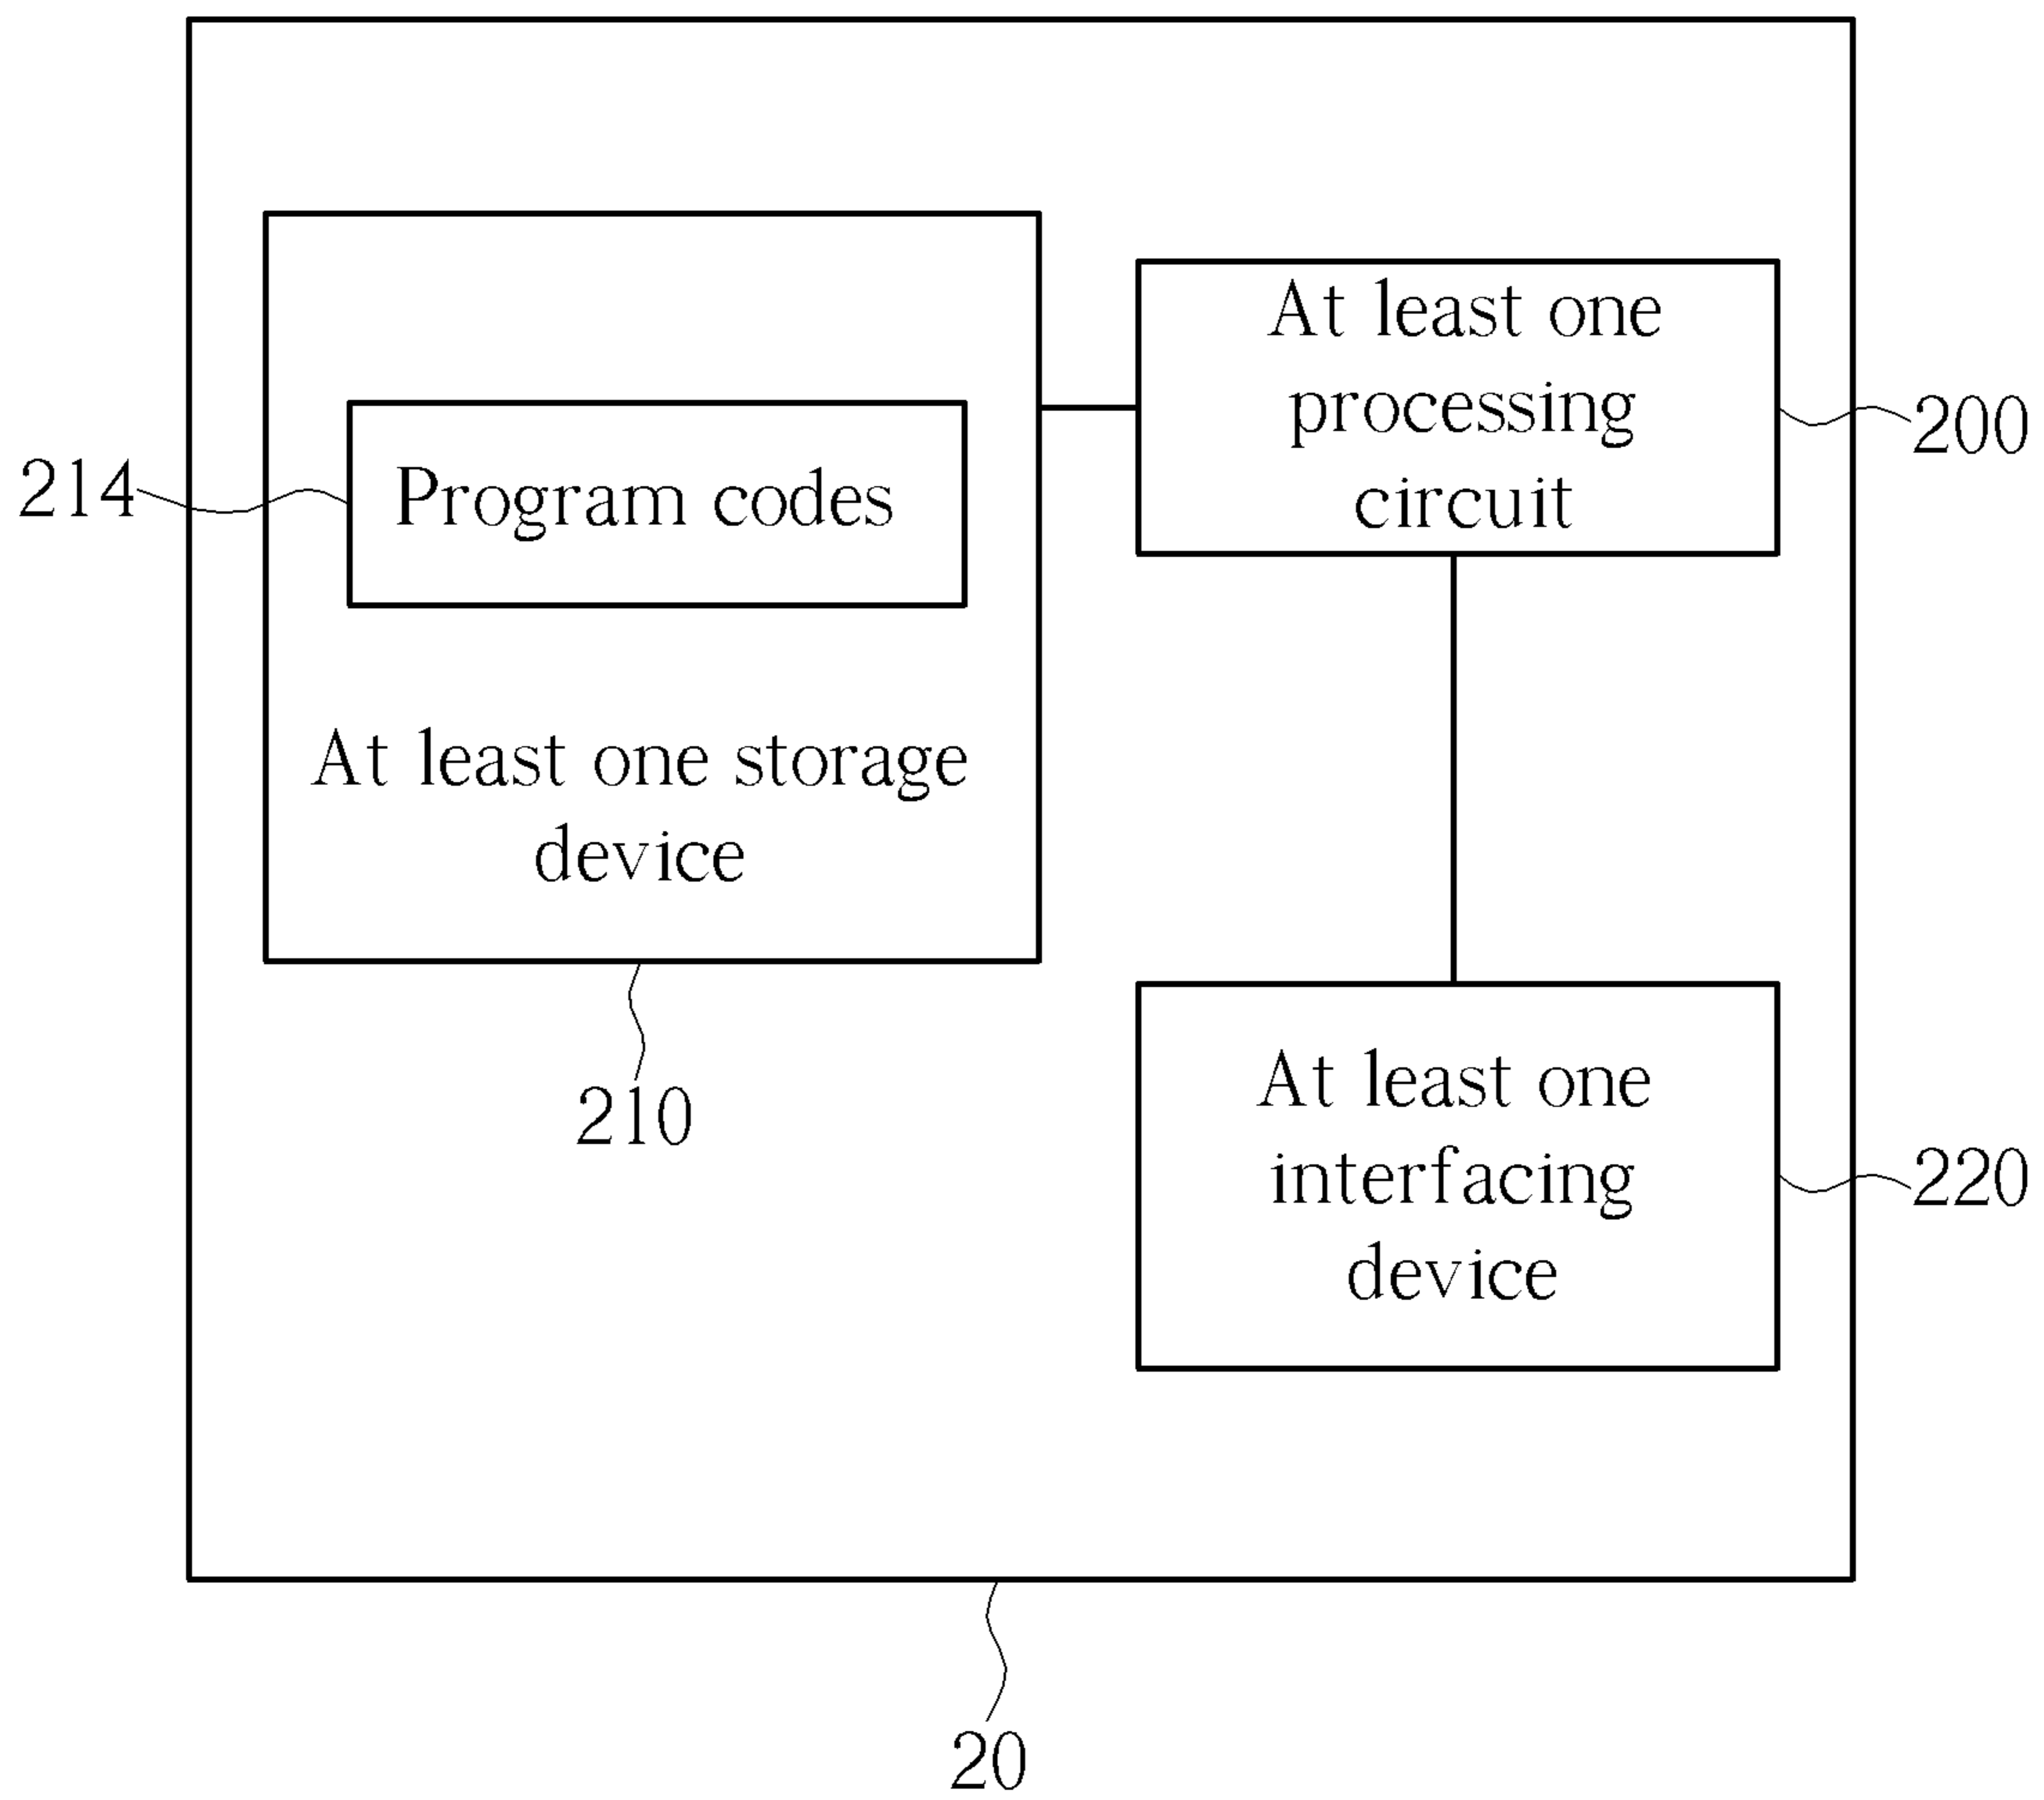 At least one
processing
circuit
200
214
Program codes
At least one storage
device
210
At least one
interfacing
device
220
20